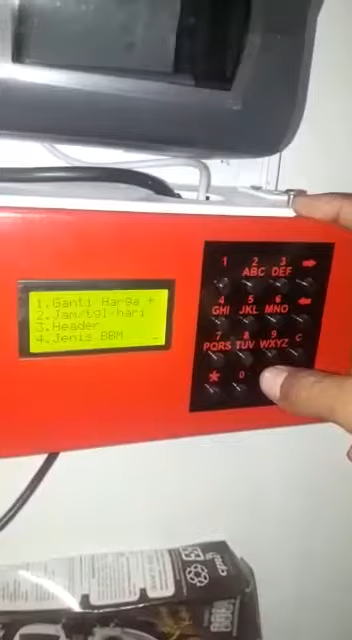 1.Ganti Harga +
2.Jam/tgl/hari
3.Header
4.Jenis BBM
1 2 3 ➡
ABC DEF
4 5 6 ⬅
GHI JKL MNO
7 8 9 C
PQRS TUV WXYZ
* 0